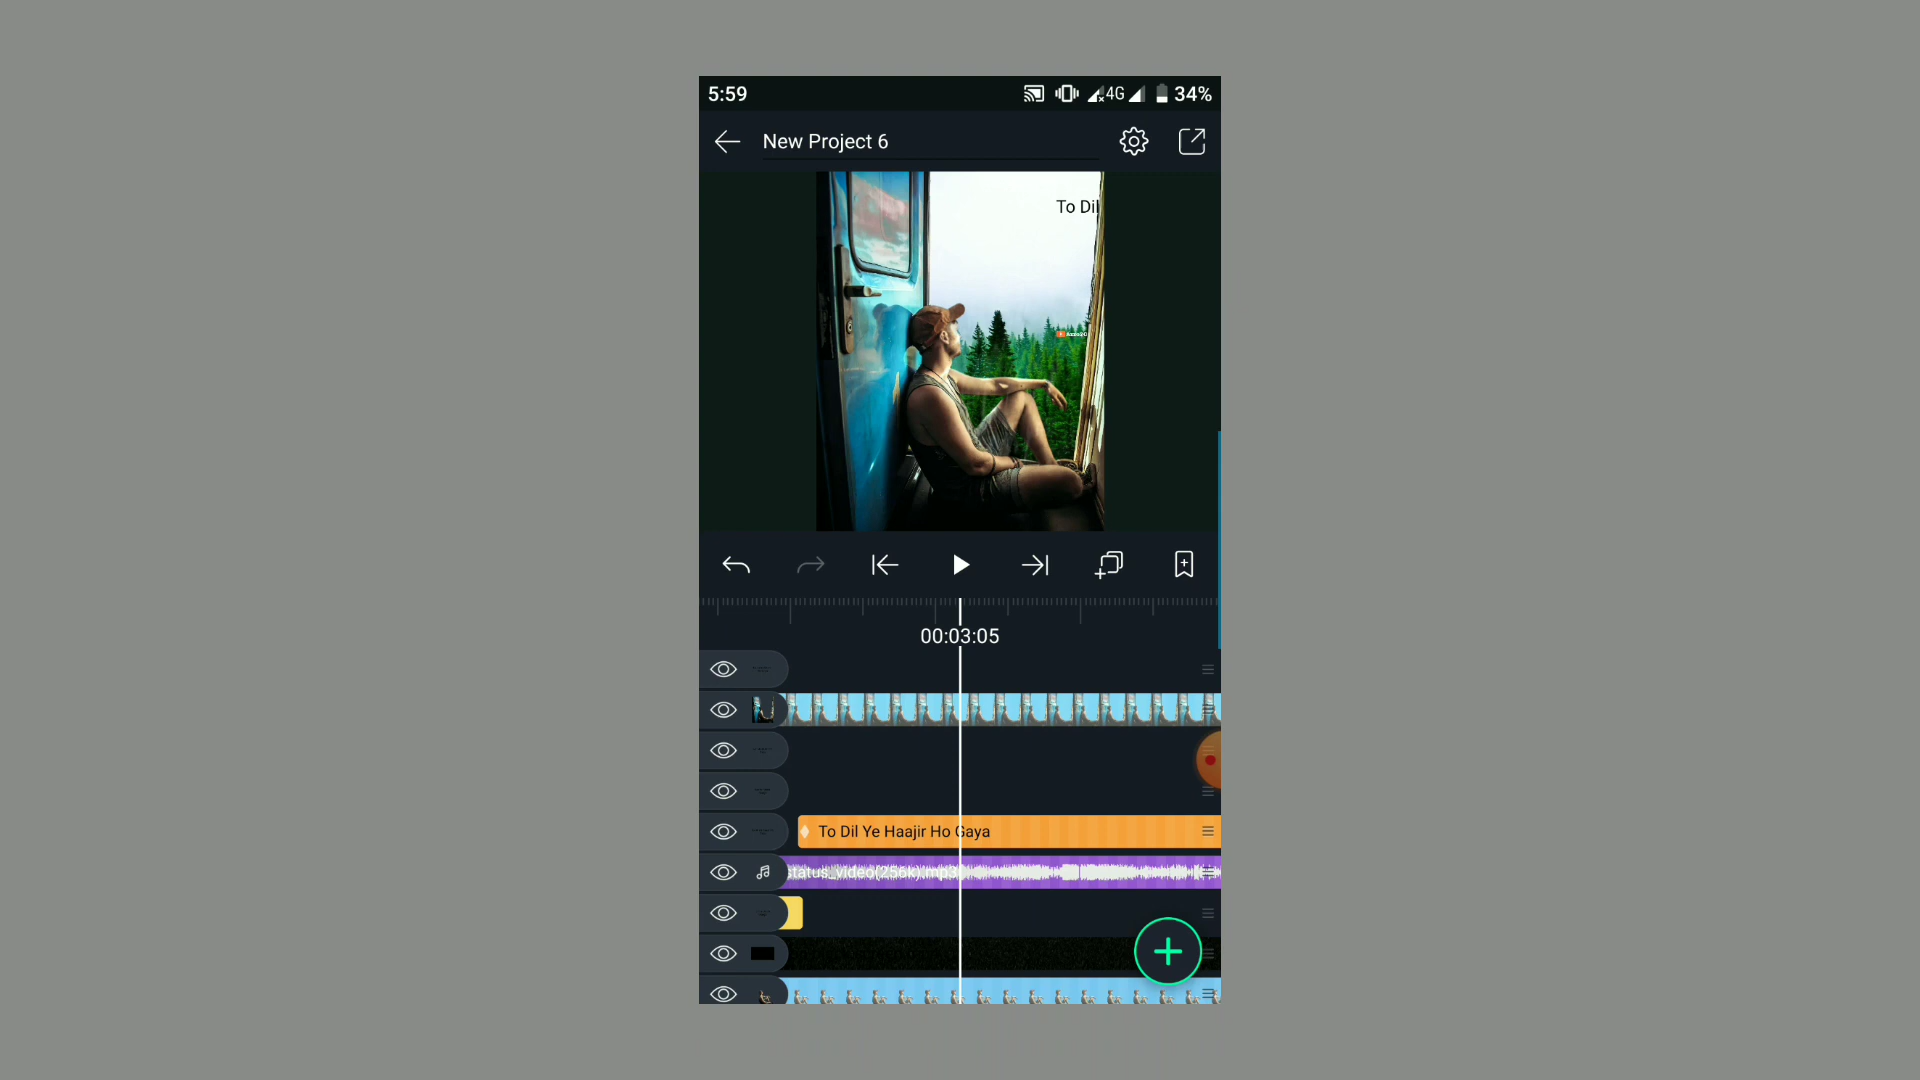 5:59
4G
34%
New Project 6
To Dil
00:03:05
To Dil Ye Haajir Ho Gaya
status_video(256k).mp3